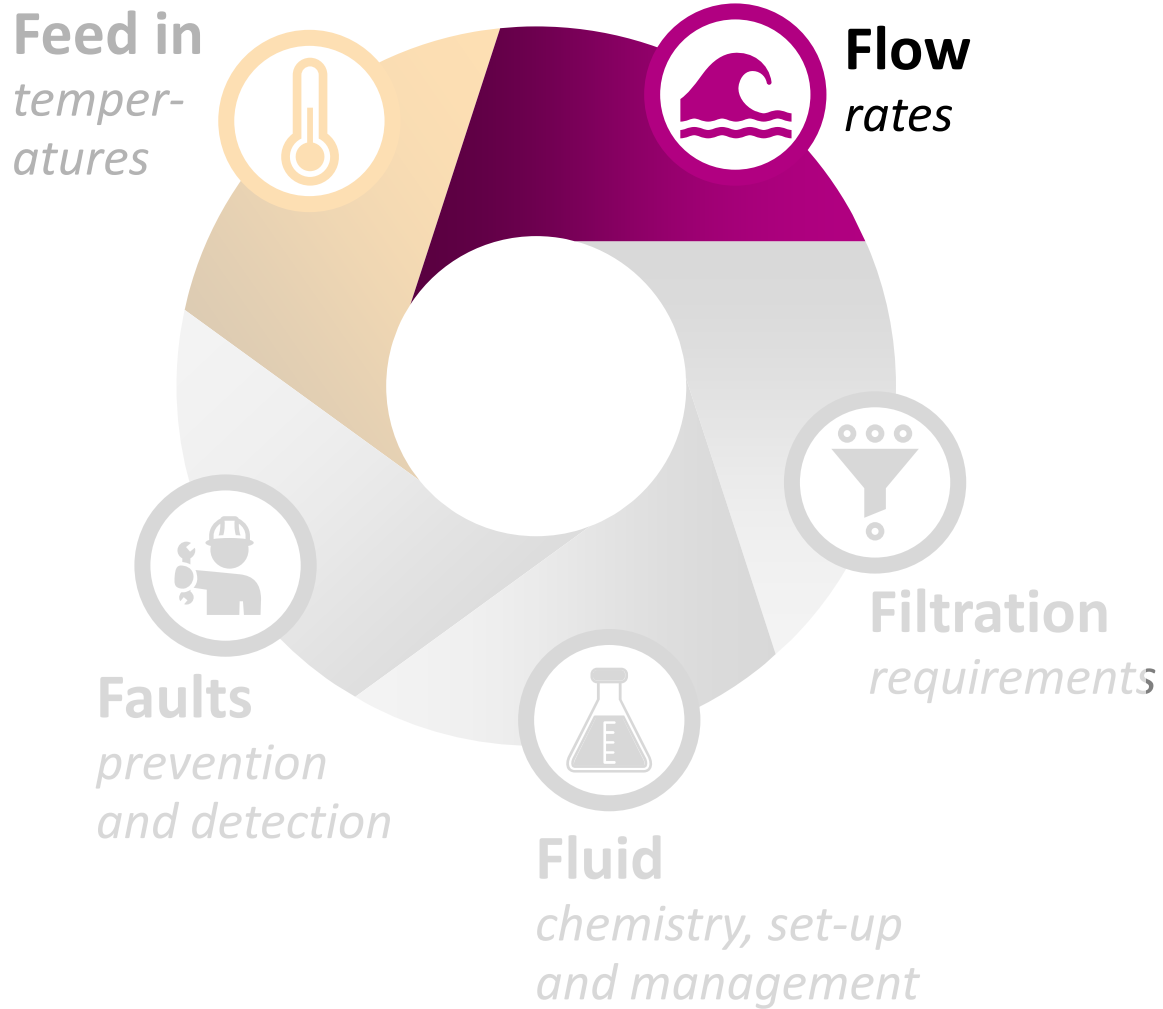 Feed in
temper-
atures
Flow
rates
Filtration
requirements
Faults
prevention
and detection
Fluid
chemistry, set-up
and management